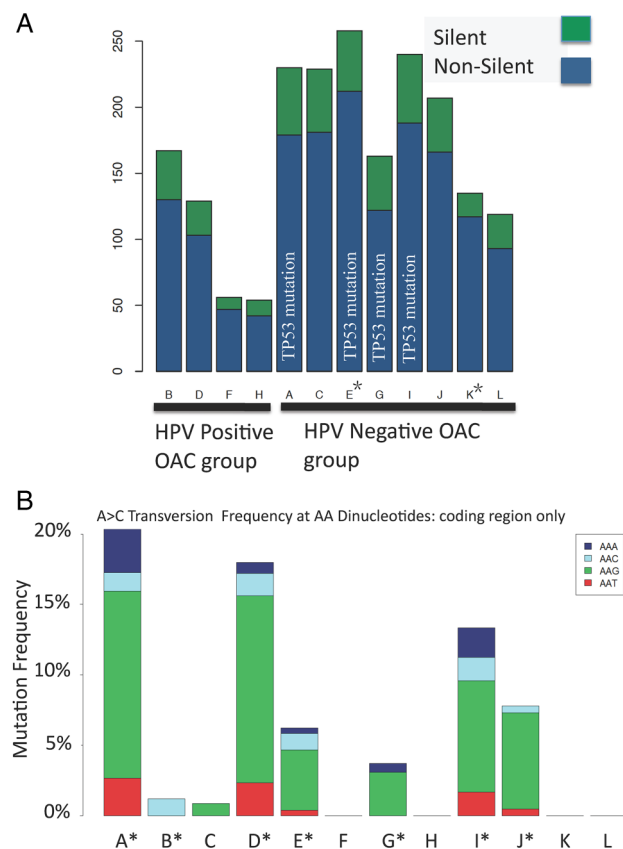 A
Silent
Non-Silent
250
200
150
100
50
0
TP53 mutation
TP53 mutation
TP53 mutation
TP53 mutation
B D F H A C E* G I J K* L
HPV Positive
OAC group
HPV Negative OAC
group
B
A>C Transversion Frequency at AA Dinucleotides: coding region only
20%
15%
10%
5%
0%
Mutation Frequency
AAA
AAC
AAG
AAT
A* B* C D* E* F G* H I* J* K L